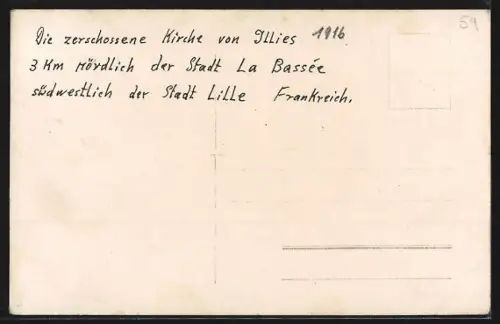 59
Die zerschossene Kirche von Illies 1916
3 Km nördlich der Stadt La Bassée
südwestlich der Stadt Lille Frankreich.